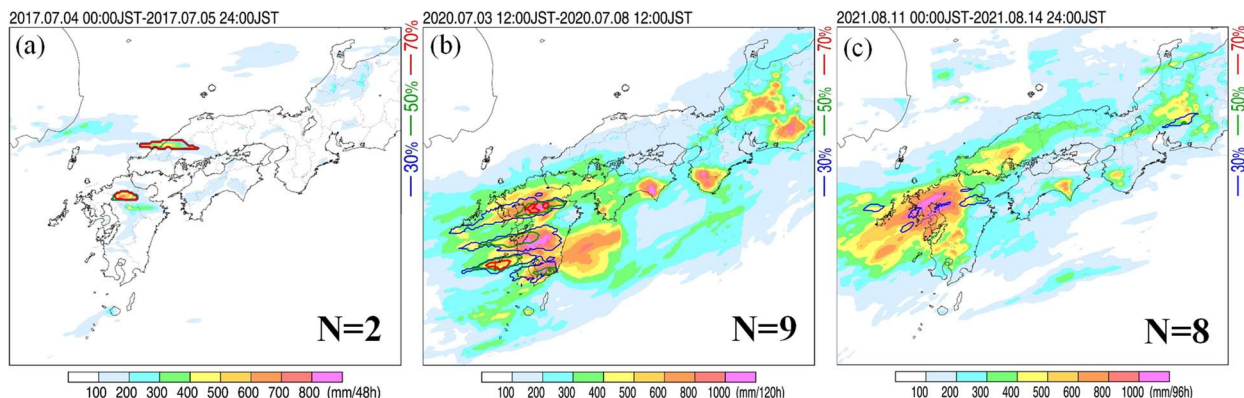 2017.07.04 00:00JST-2017.07.05 24:00JST
(a)
30% 50% 70%
N=2
100 200 300 400 500 600 700 800 (mm/48h)
2020.07.03 12:00JST-2020.07.08 12:00JST
(b)
30% 50% 70%
N=9
100 200 300 400 500 600 800 1000 (mm/120h)
2021.08.11 00:00JST-2021.08.14 24:00JST
(c)
30% 50% 70%
N=8
100 200 300 400 500 600 800 1000 (mm/96h)